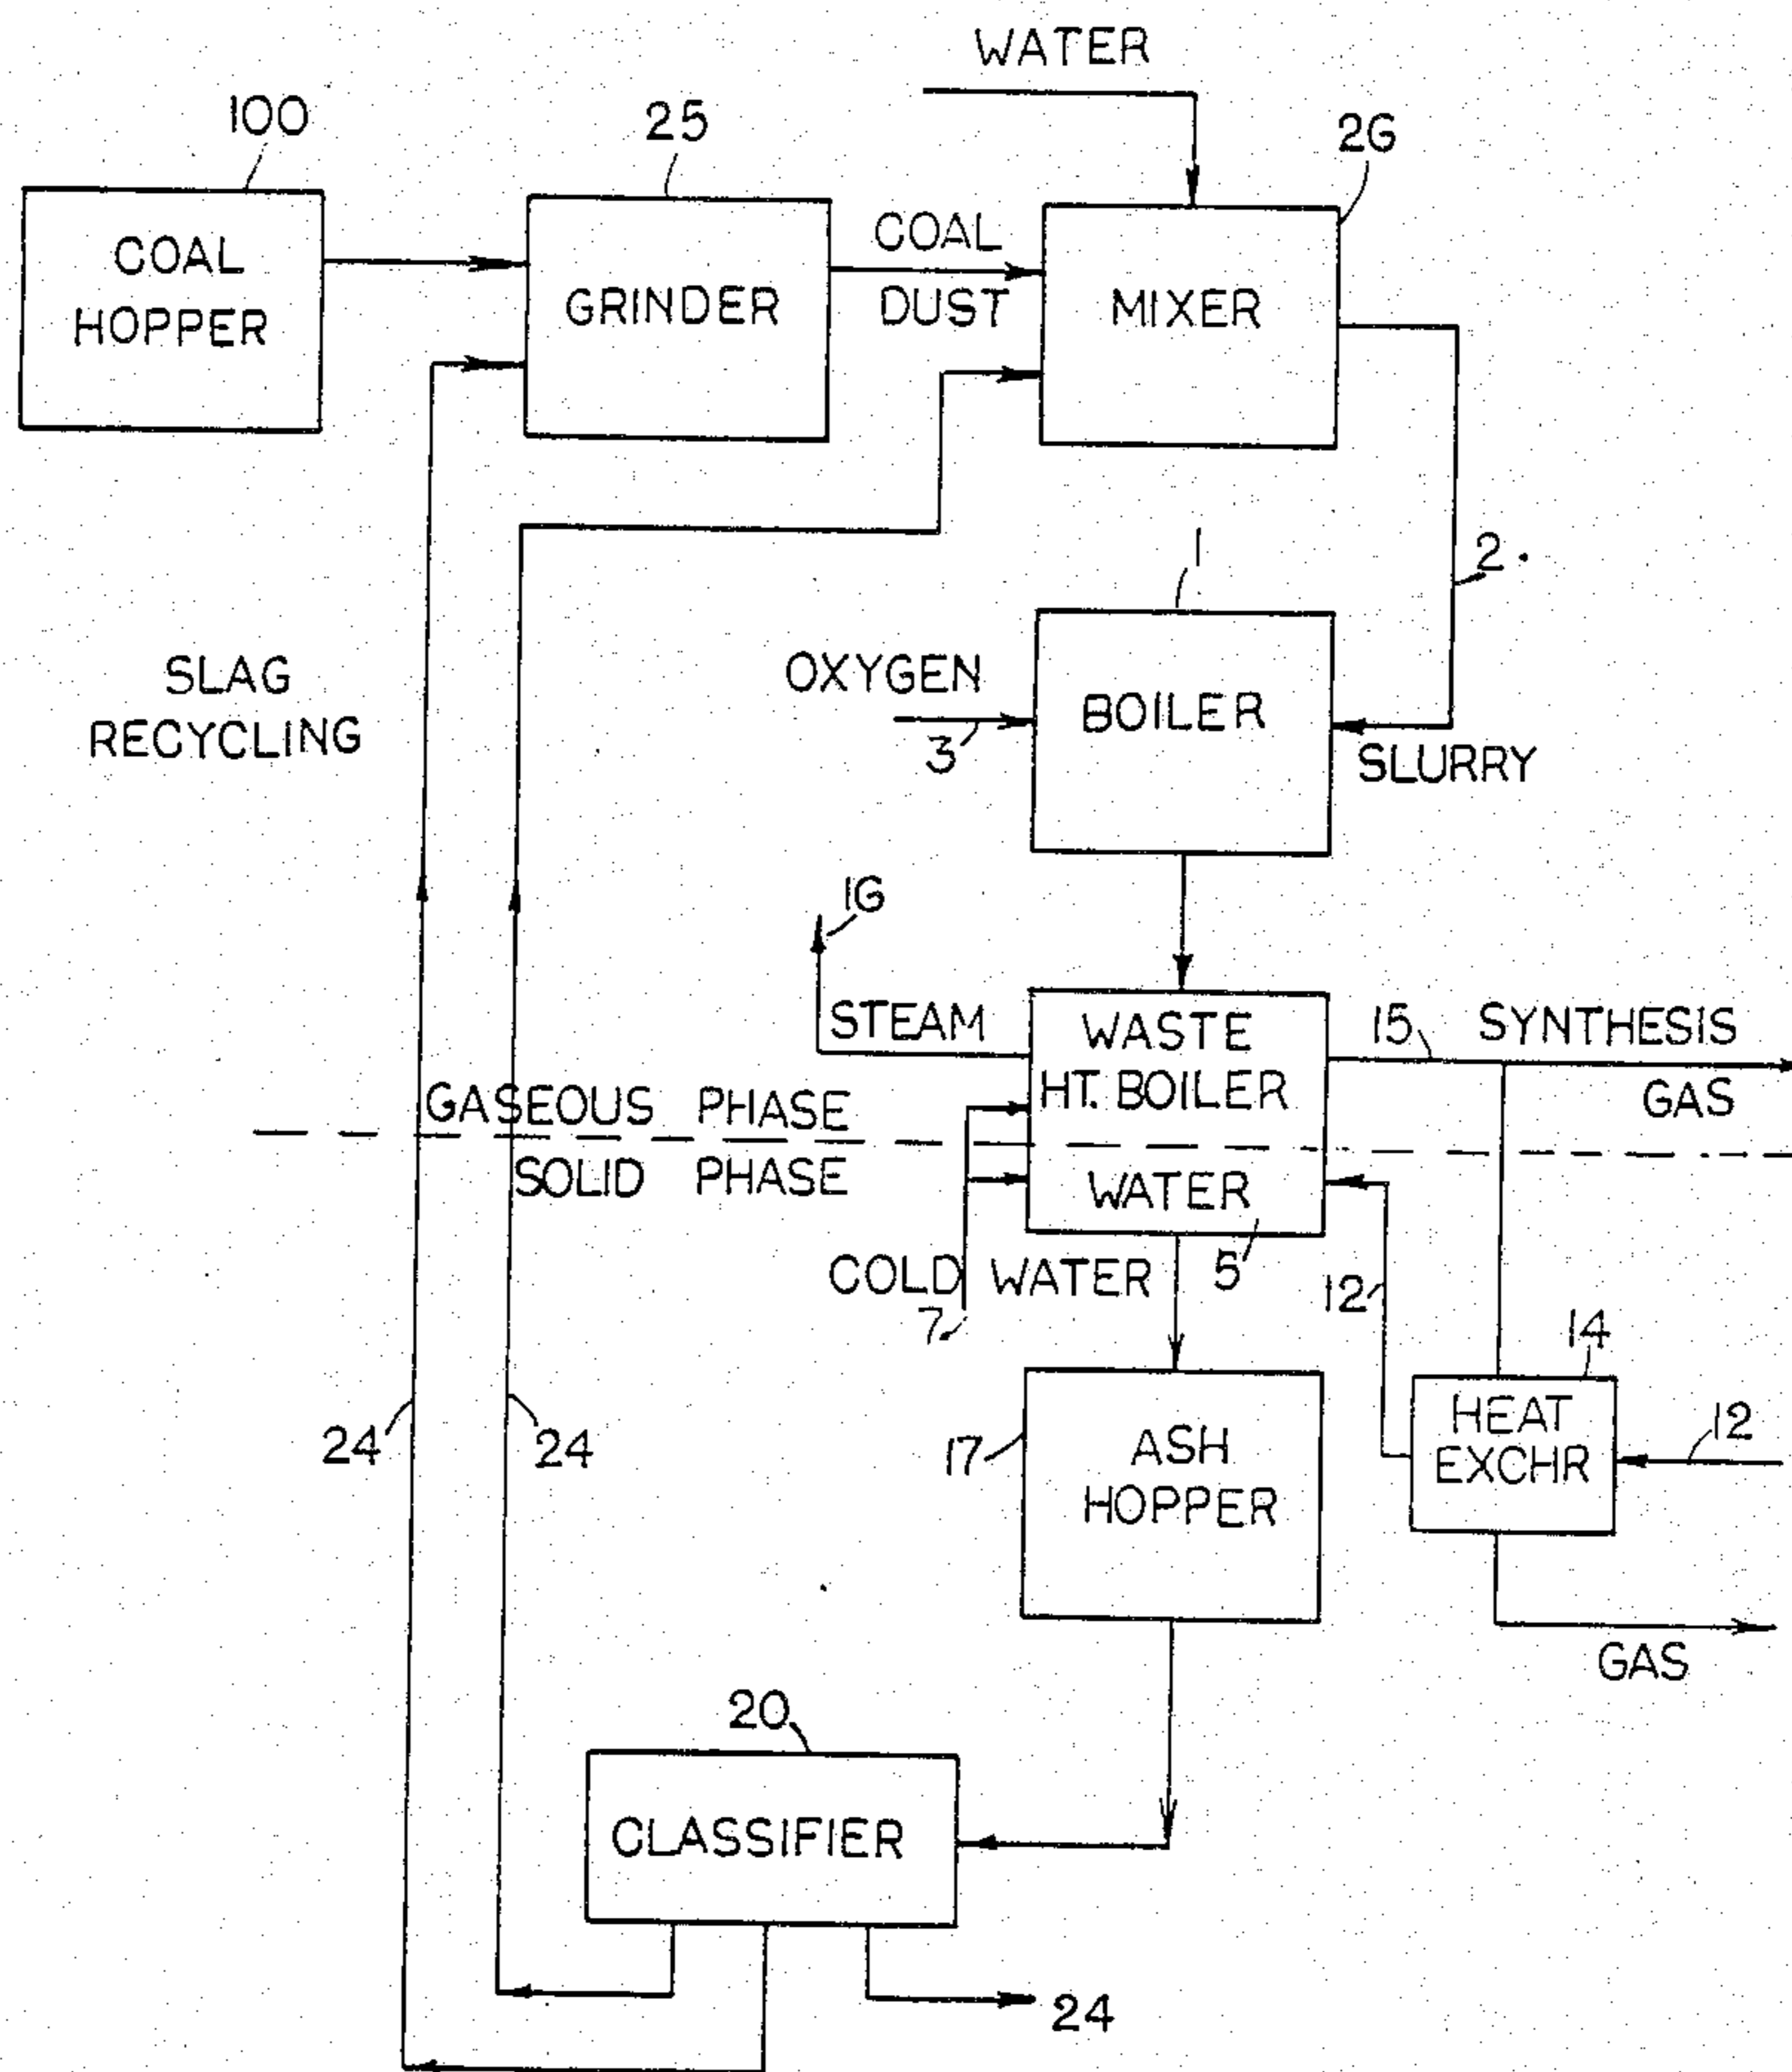 WATER
100
25
26
COAL
HOPPER
GRINDER
COAL
DUST
MIXER
2
1
SLAG
RECYCLING
OXYGEN
3
BOILER
SLURRY
16
STEAM
WASTE
HT. BOILER
15
SYNTHESIS
GAS
GASEOUS PHASE
SOLID PHASE
WATER
5
COLD WATER
7
12
14
24
24
17
ASH
HOPPER
HEAT
EXCHR
12
GAS
20
CLASSIFIER
24